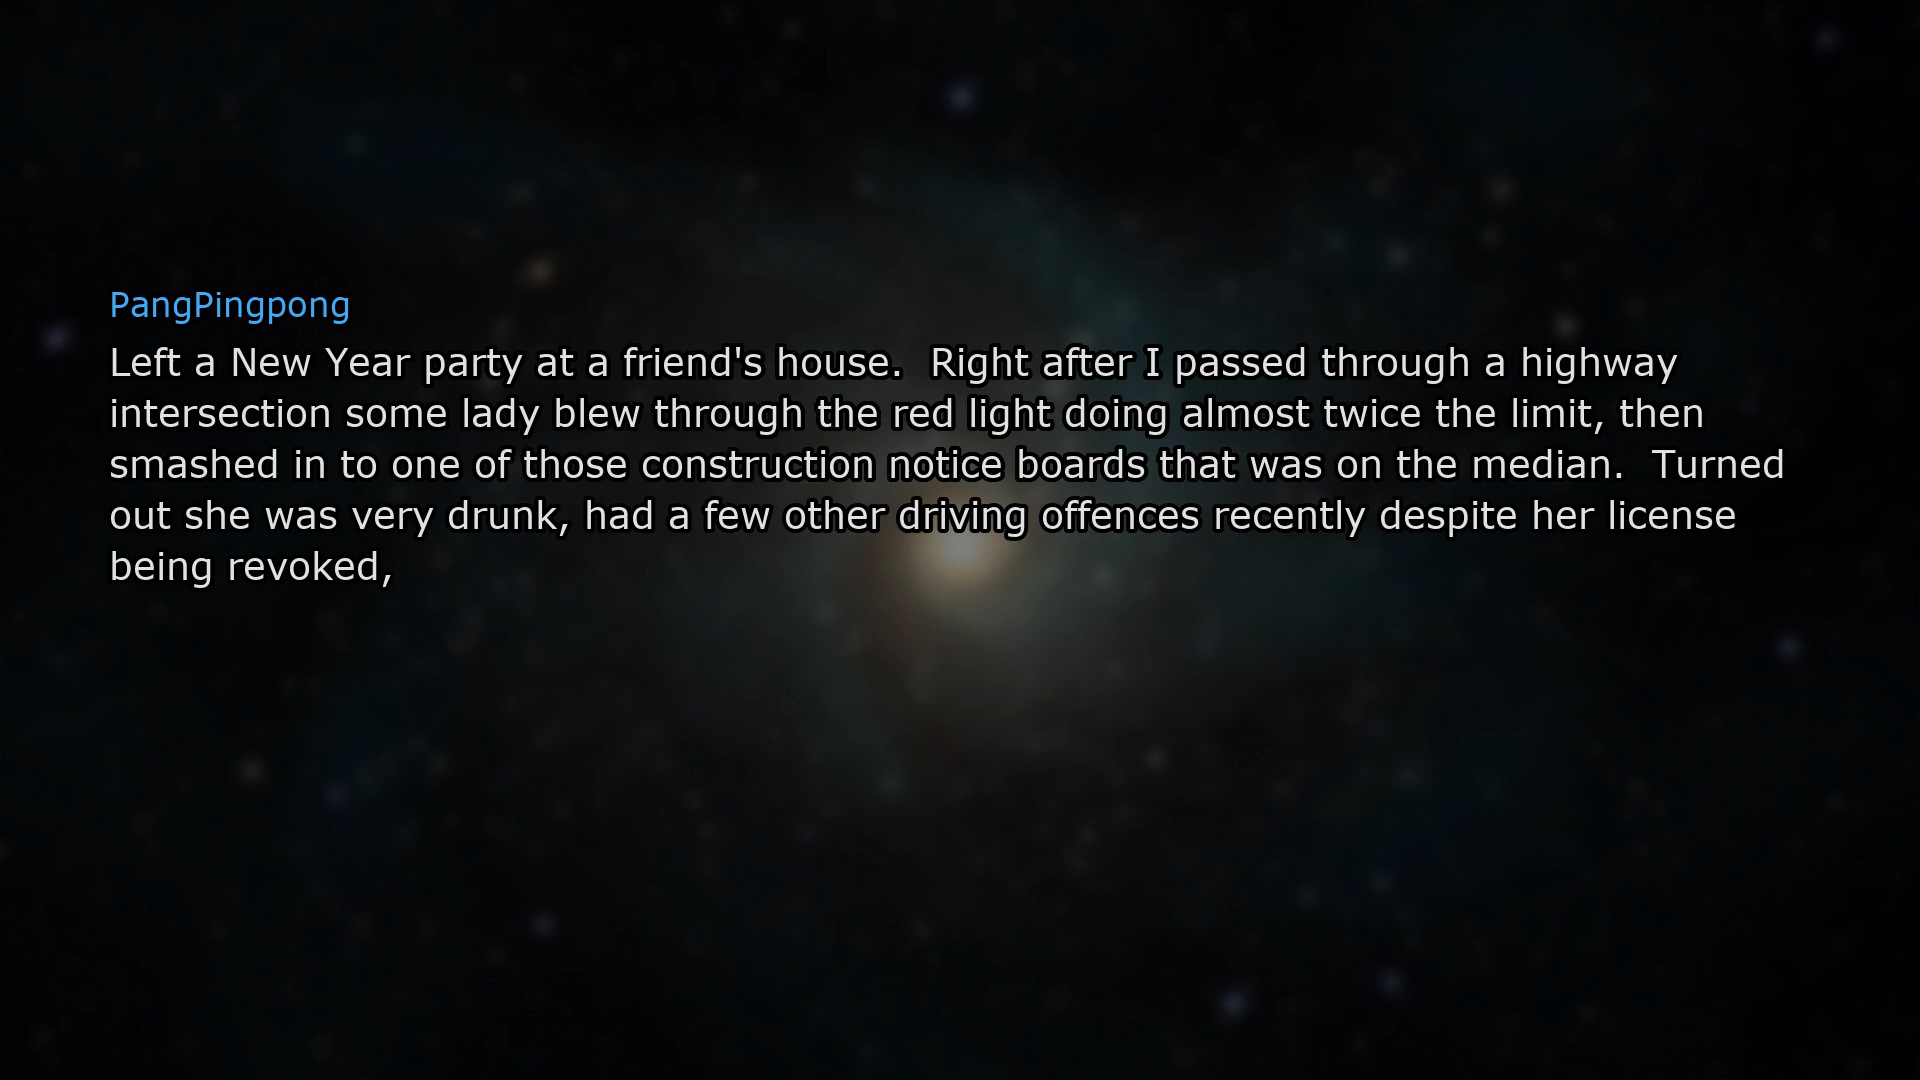 PangPingpong
Left a New Year party at a friend's house.  Right after I passed through a highway
intersection some lady blew through the red light doing almost twice the limit, then
smashed in to one of those construction notice boards that was on the median.  Turned
out she was very drunk, had a few other driving offences recently despite her license
being revoked,